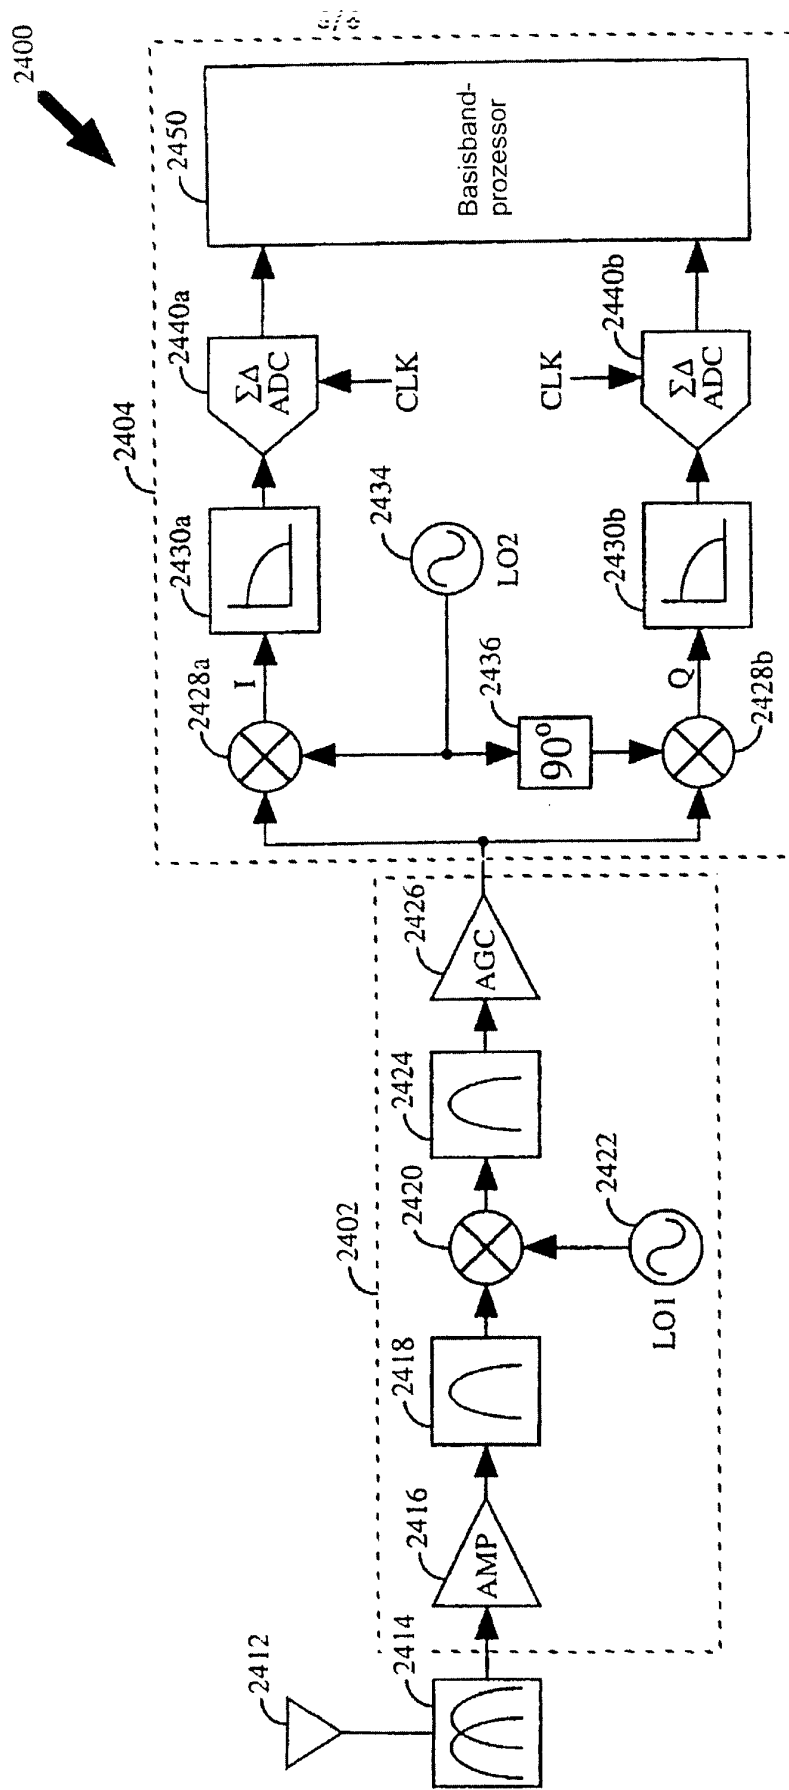 2400
2404
2450
Basisband-
prozessor
2440a
ΣΔ
ADC
CLK
2430a
I
2428a
2434
LO2
2436
90°
CLK
2440b
ΣΔ
ADC
2430b
Q
2428b
2402
2426
AGC
2424
2420
2422
LO1
2418
2416
AMP
2414
2412